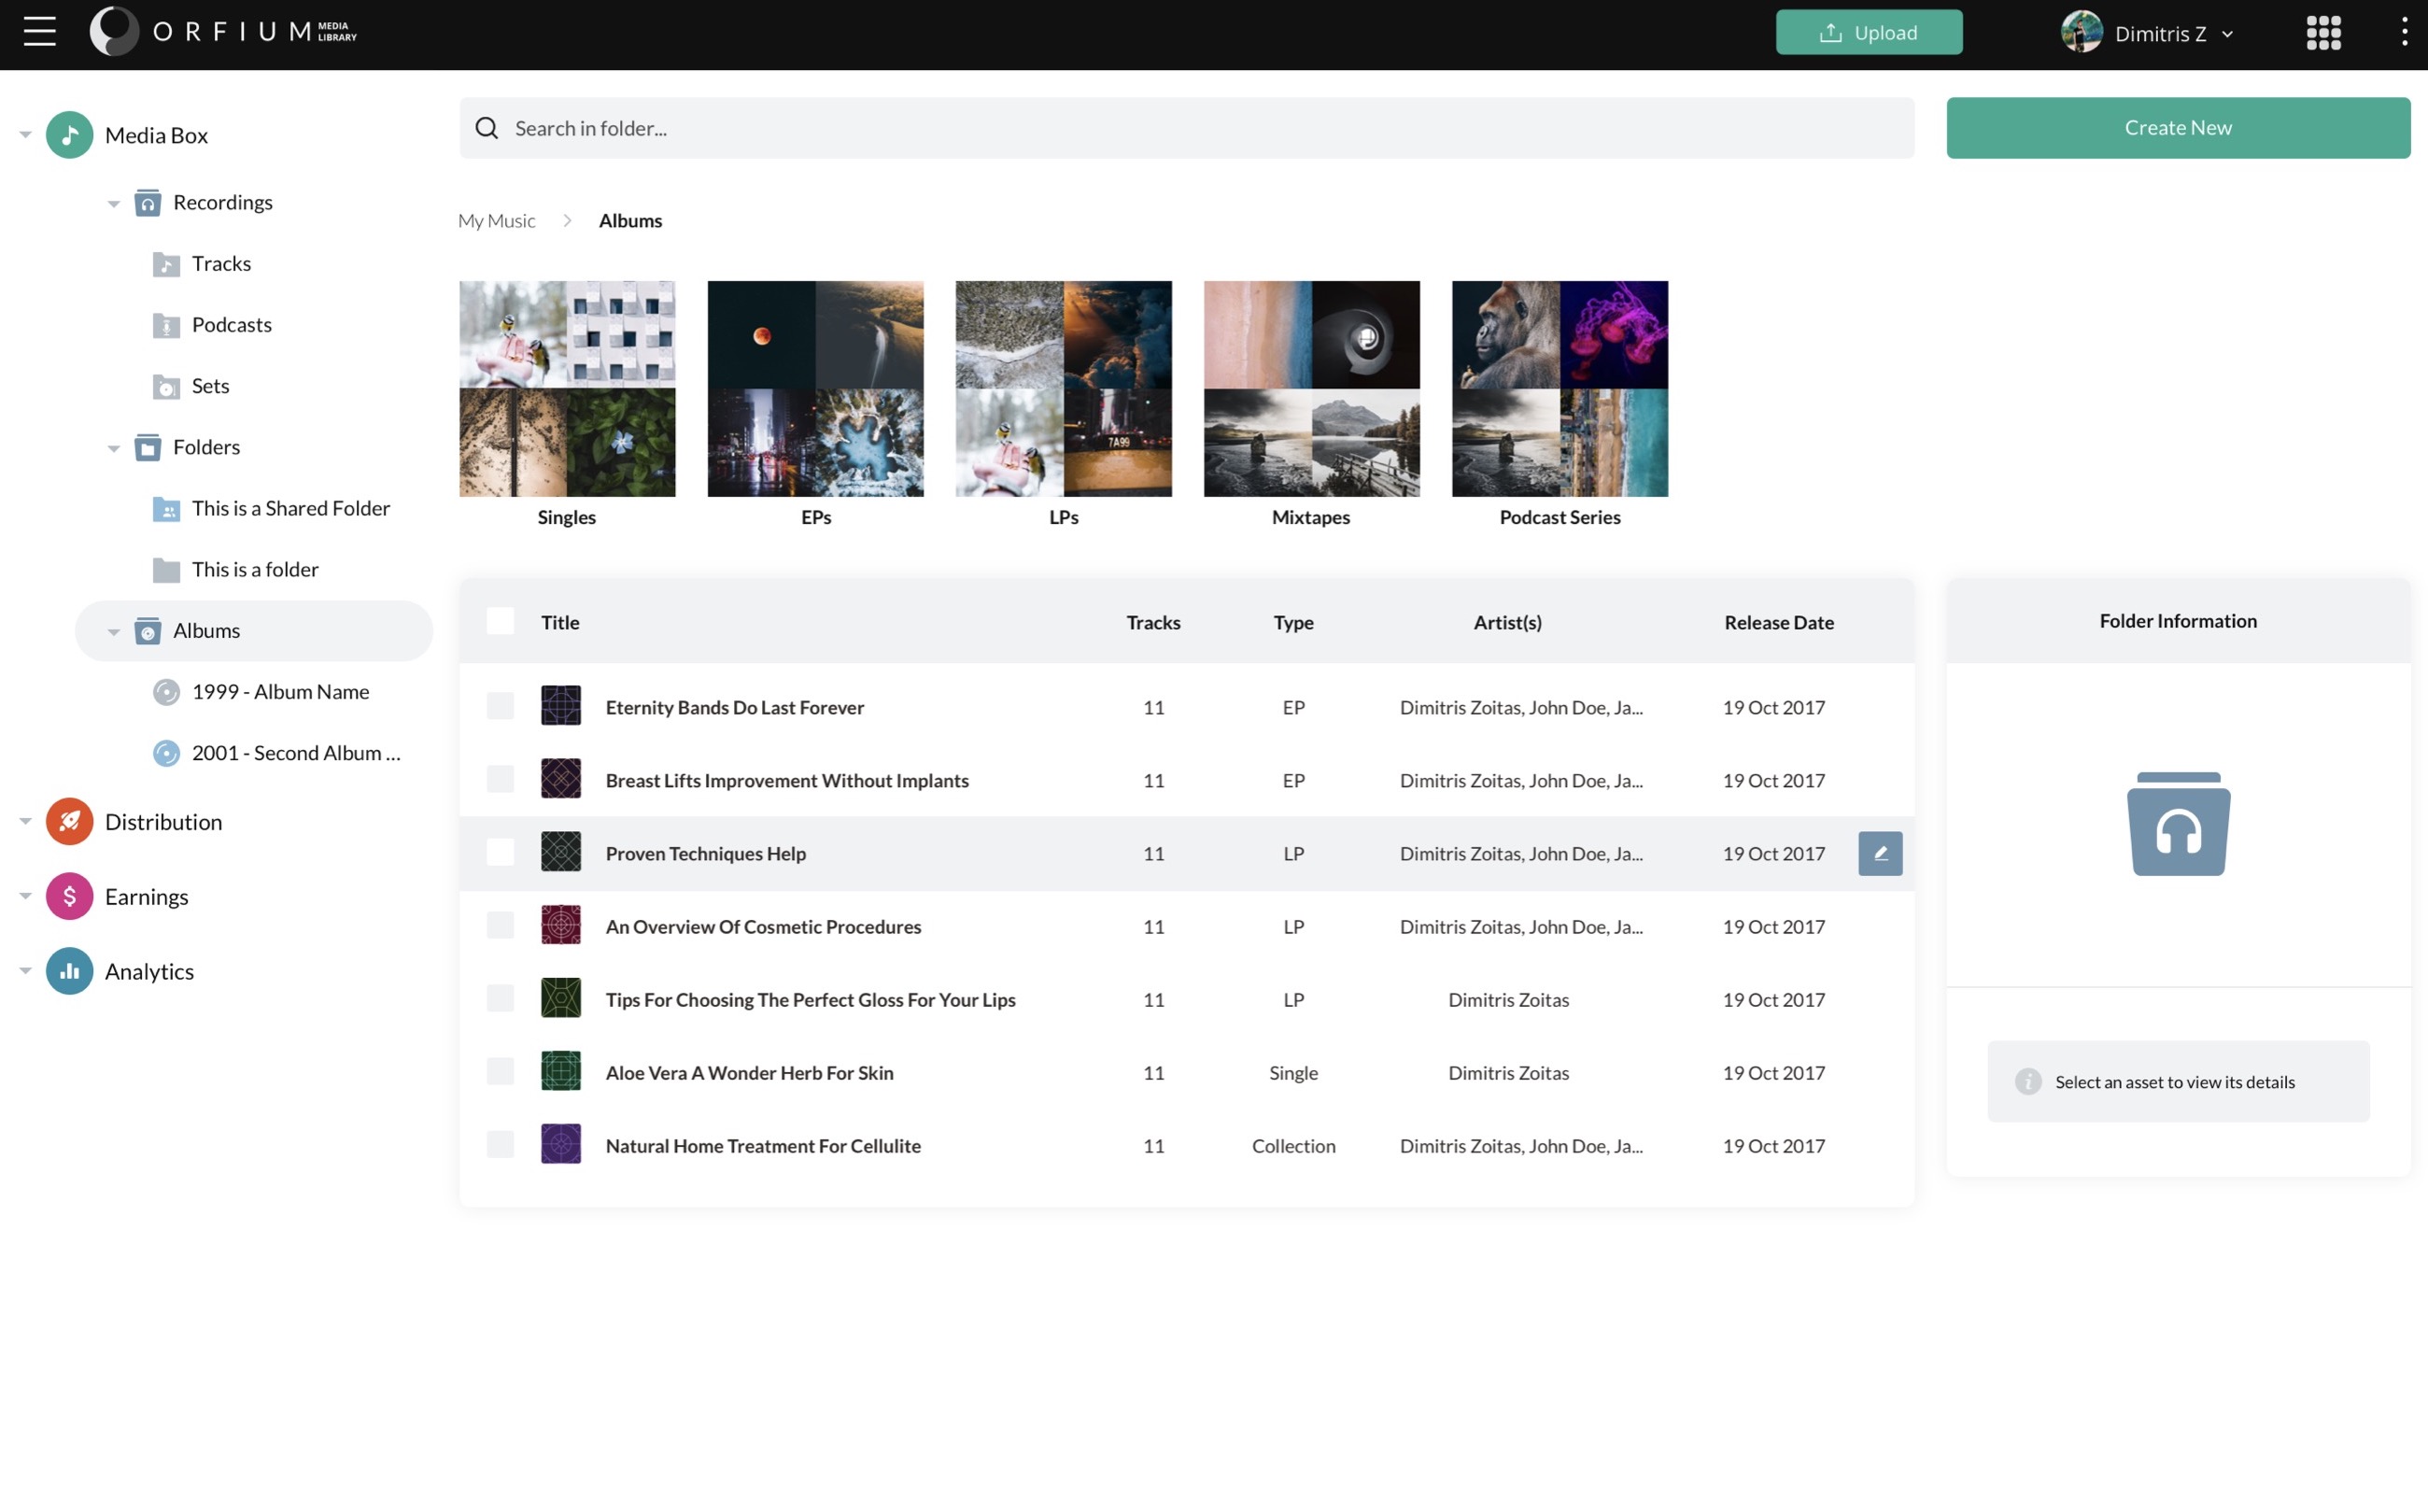 ORFIUM MEDIA LIBRARY
Upload
Dimitris Z
Media Box
Recordings
Tracks
Podcasts
Sets
Folders
This is a Shared Folder
This is a folder
Albums
1999 - Album Name
2001 - Second Album ...
Distribution
Earnings
Analytics
Search in folder...
Create New
My Music > Albums
7A99
Singles EPs LPs Mixtapes Podcast Series
Title Tracks Type Artist(s) Release Date
Eternity Bands Do Last Forever 11 EP Dimitris Zoitas, John Doe, Ja... 19 Oct 2017
Breast Lifts Improvement Without Implants 11 EP Dimitris Zoitas, John Doe, Ja... 19 Oct 2017
Proven Techniques Help 11 LP Dimitris Zoitas, John Doe, Ja... 19 Oct 2017
An Overview Of Cosmetic Procedures 11 LP Dimitris Zoitas, John Doe, Ja... 19 Oct 2017
Tips For Choosing The Perfect Gloss For Your Lips 11 LP Dimitris Zoitas 19 Oct 2017
Aloe Vera A Wonder Herb For Skin 11 Single Dimitris Zoitas 19 Oct 2017
Natural Home Treatment For Cellulite 11 Collection Dimitris Zoitas, John Doe, Ja... 19 Oct 2017
Folder Information
Select an asset to view its details